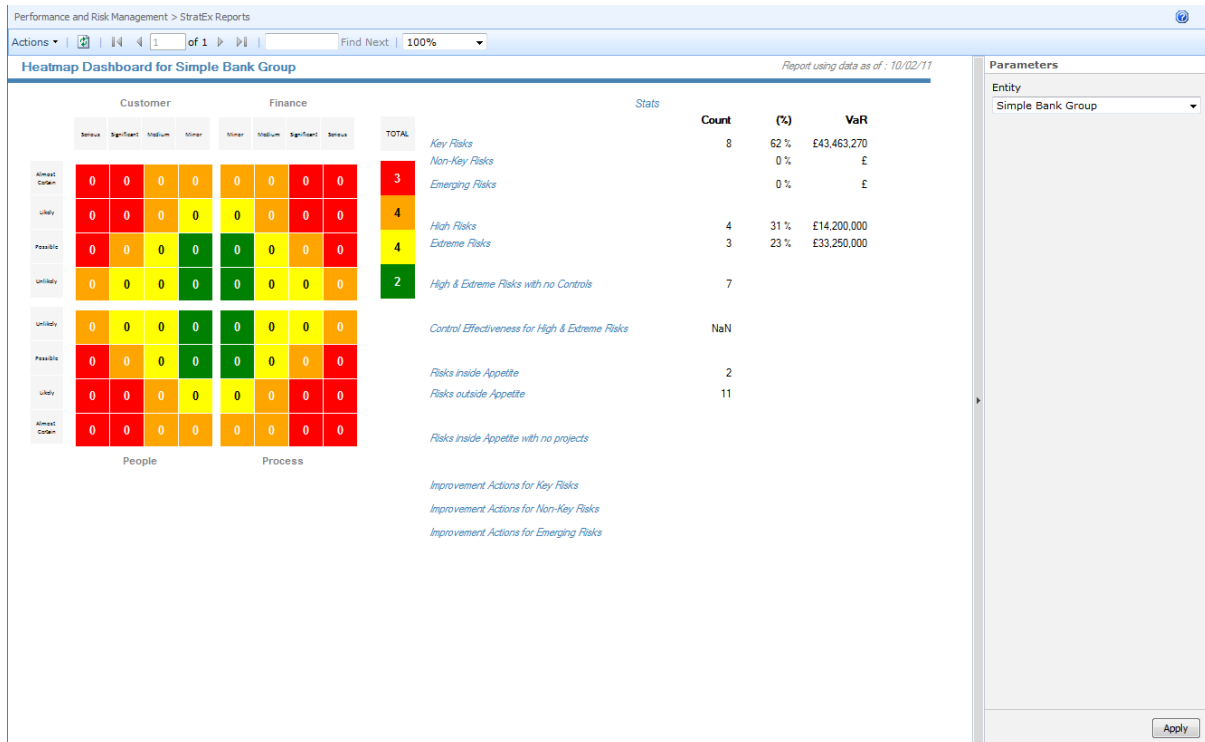 Performance and Risk Management > StratEx Reports
Actions 1 of 1 Find Next 100%
Heatmap Dashboard for Simple Bank Group Report using data as of : 10/02/11
Parameters
Entity
Simple Bank Group
Customer Finance Stats
Serious Significant Medium Minor Minor Medium Significant Serious TOTAL
Count (%) VaR
Key Risks 8 62 % £43,463,270
Non-Key Risks 0 % £
Emerging Risks 0 % £
High Risks 4 31 % £14,200,000
Extreme Risks 3 23 % £33,250,000
High & Extreme Risks with no Controls 7
Control Effectiveness for High & Extreme Risks NaN
Risks inside Appetite 2
Risks outside Appetite 11
Risks inside Appetite with no projects
Improvement Actions for Key Risks
Improvement Actions for Non-Key Risks
Improvement Actions for Emerging Risks
Almost Certain 0 0 0 0 0 0 0 0 3
Likely 0 0 0 0 0 0 0 0 4
Possible 0 0 0 0 0 0 0 0 4
Unlikely 0 0 0 0 0 0 0 0 2
Unlikely 0 0 0 0 0 0 0 0
Possible 0 0 0 0 0 0 0 0
Likely 0 0 0 0 0 0 0 0
Almost Certain 0 0 0 0 0 0 0 0
People Process
Apply